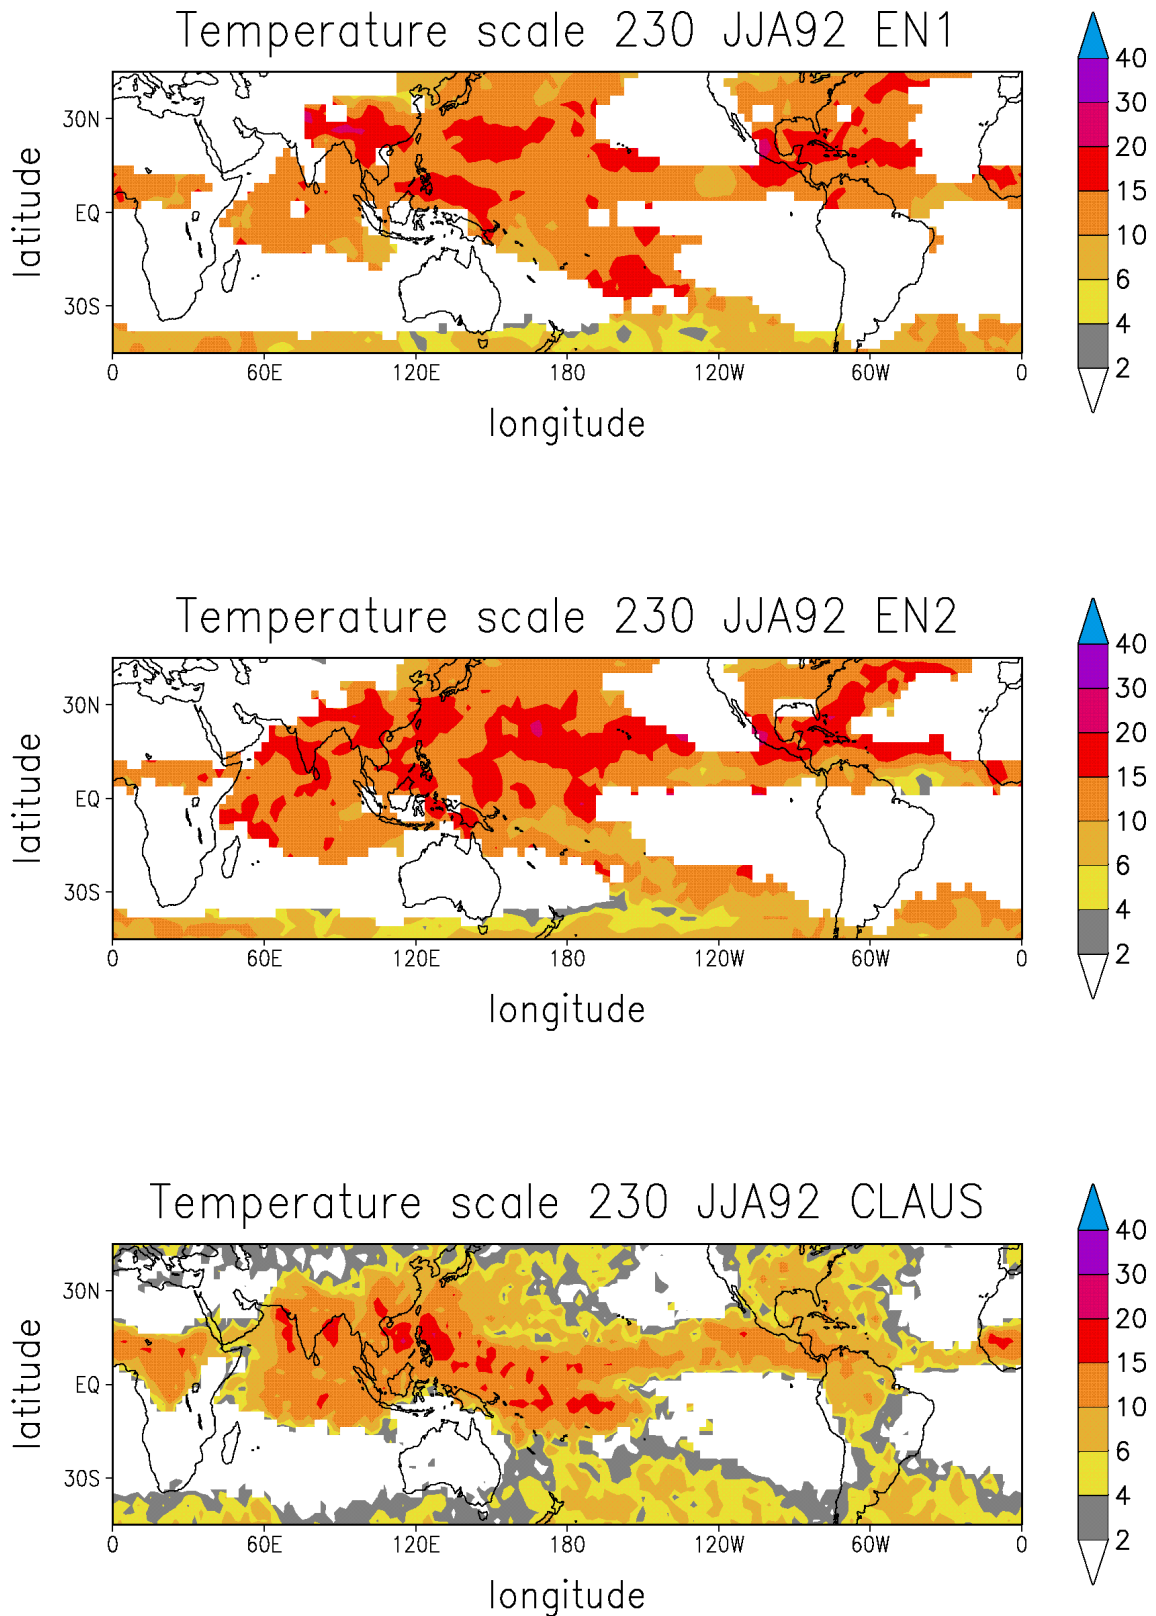 Temperature scale 230 JJA92 EN1
40
30
20
15
10
6
4
2
latitude
30N
EQ
30S
0 60E 120E 180 120W 60W 0
longitude
Temperature scale 230 JJA92 EN2
40
30
20
15
10
6
4
2
latitude
30N
EQ
30S
0 60E 120E 180 120W 60W 0
longitude
Temperature scale 230 JJA92 CLAUS
40
30
20
15
10
6
4
2
latitude
30N
EQ
30S
0 60E 120E 180 120W 60W 0
longitude